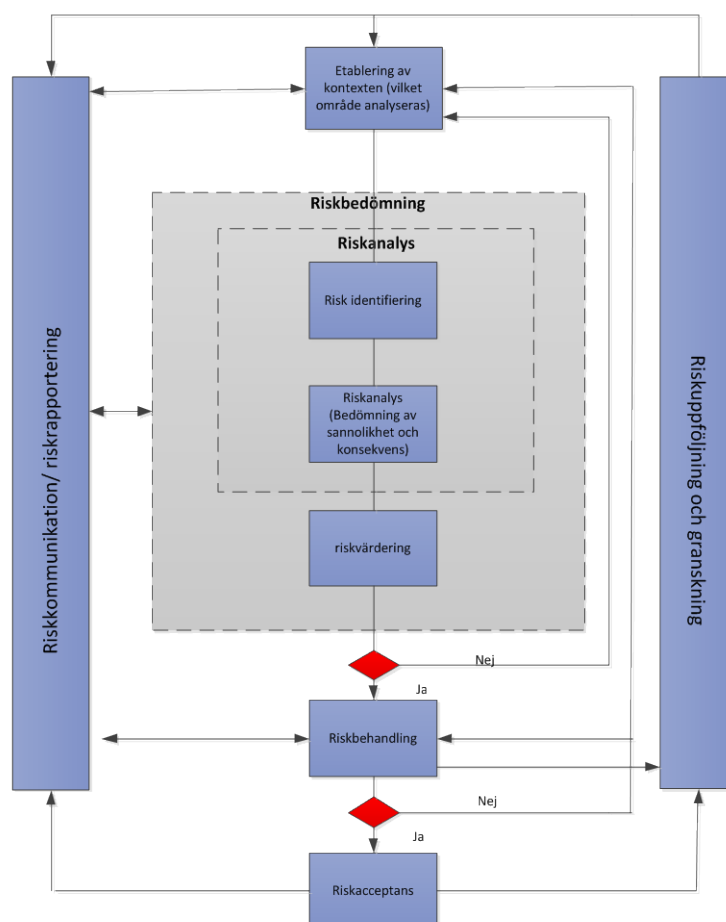 Etablering av
kontexten (vilket
område analyseras)
Riskbedömning
Riskanalys
Risk identifiering
Riskanalys
(Bedömning av
sannolikhet och
konsekvens)
riskvärdering
Nej
Ja
Riskbehandling
Nej
Ja
Riskacceptans
Riskkommunikation/ riskrapportering
Riskuppföljning och granskning